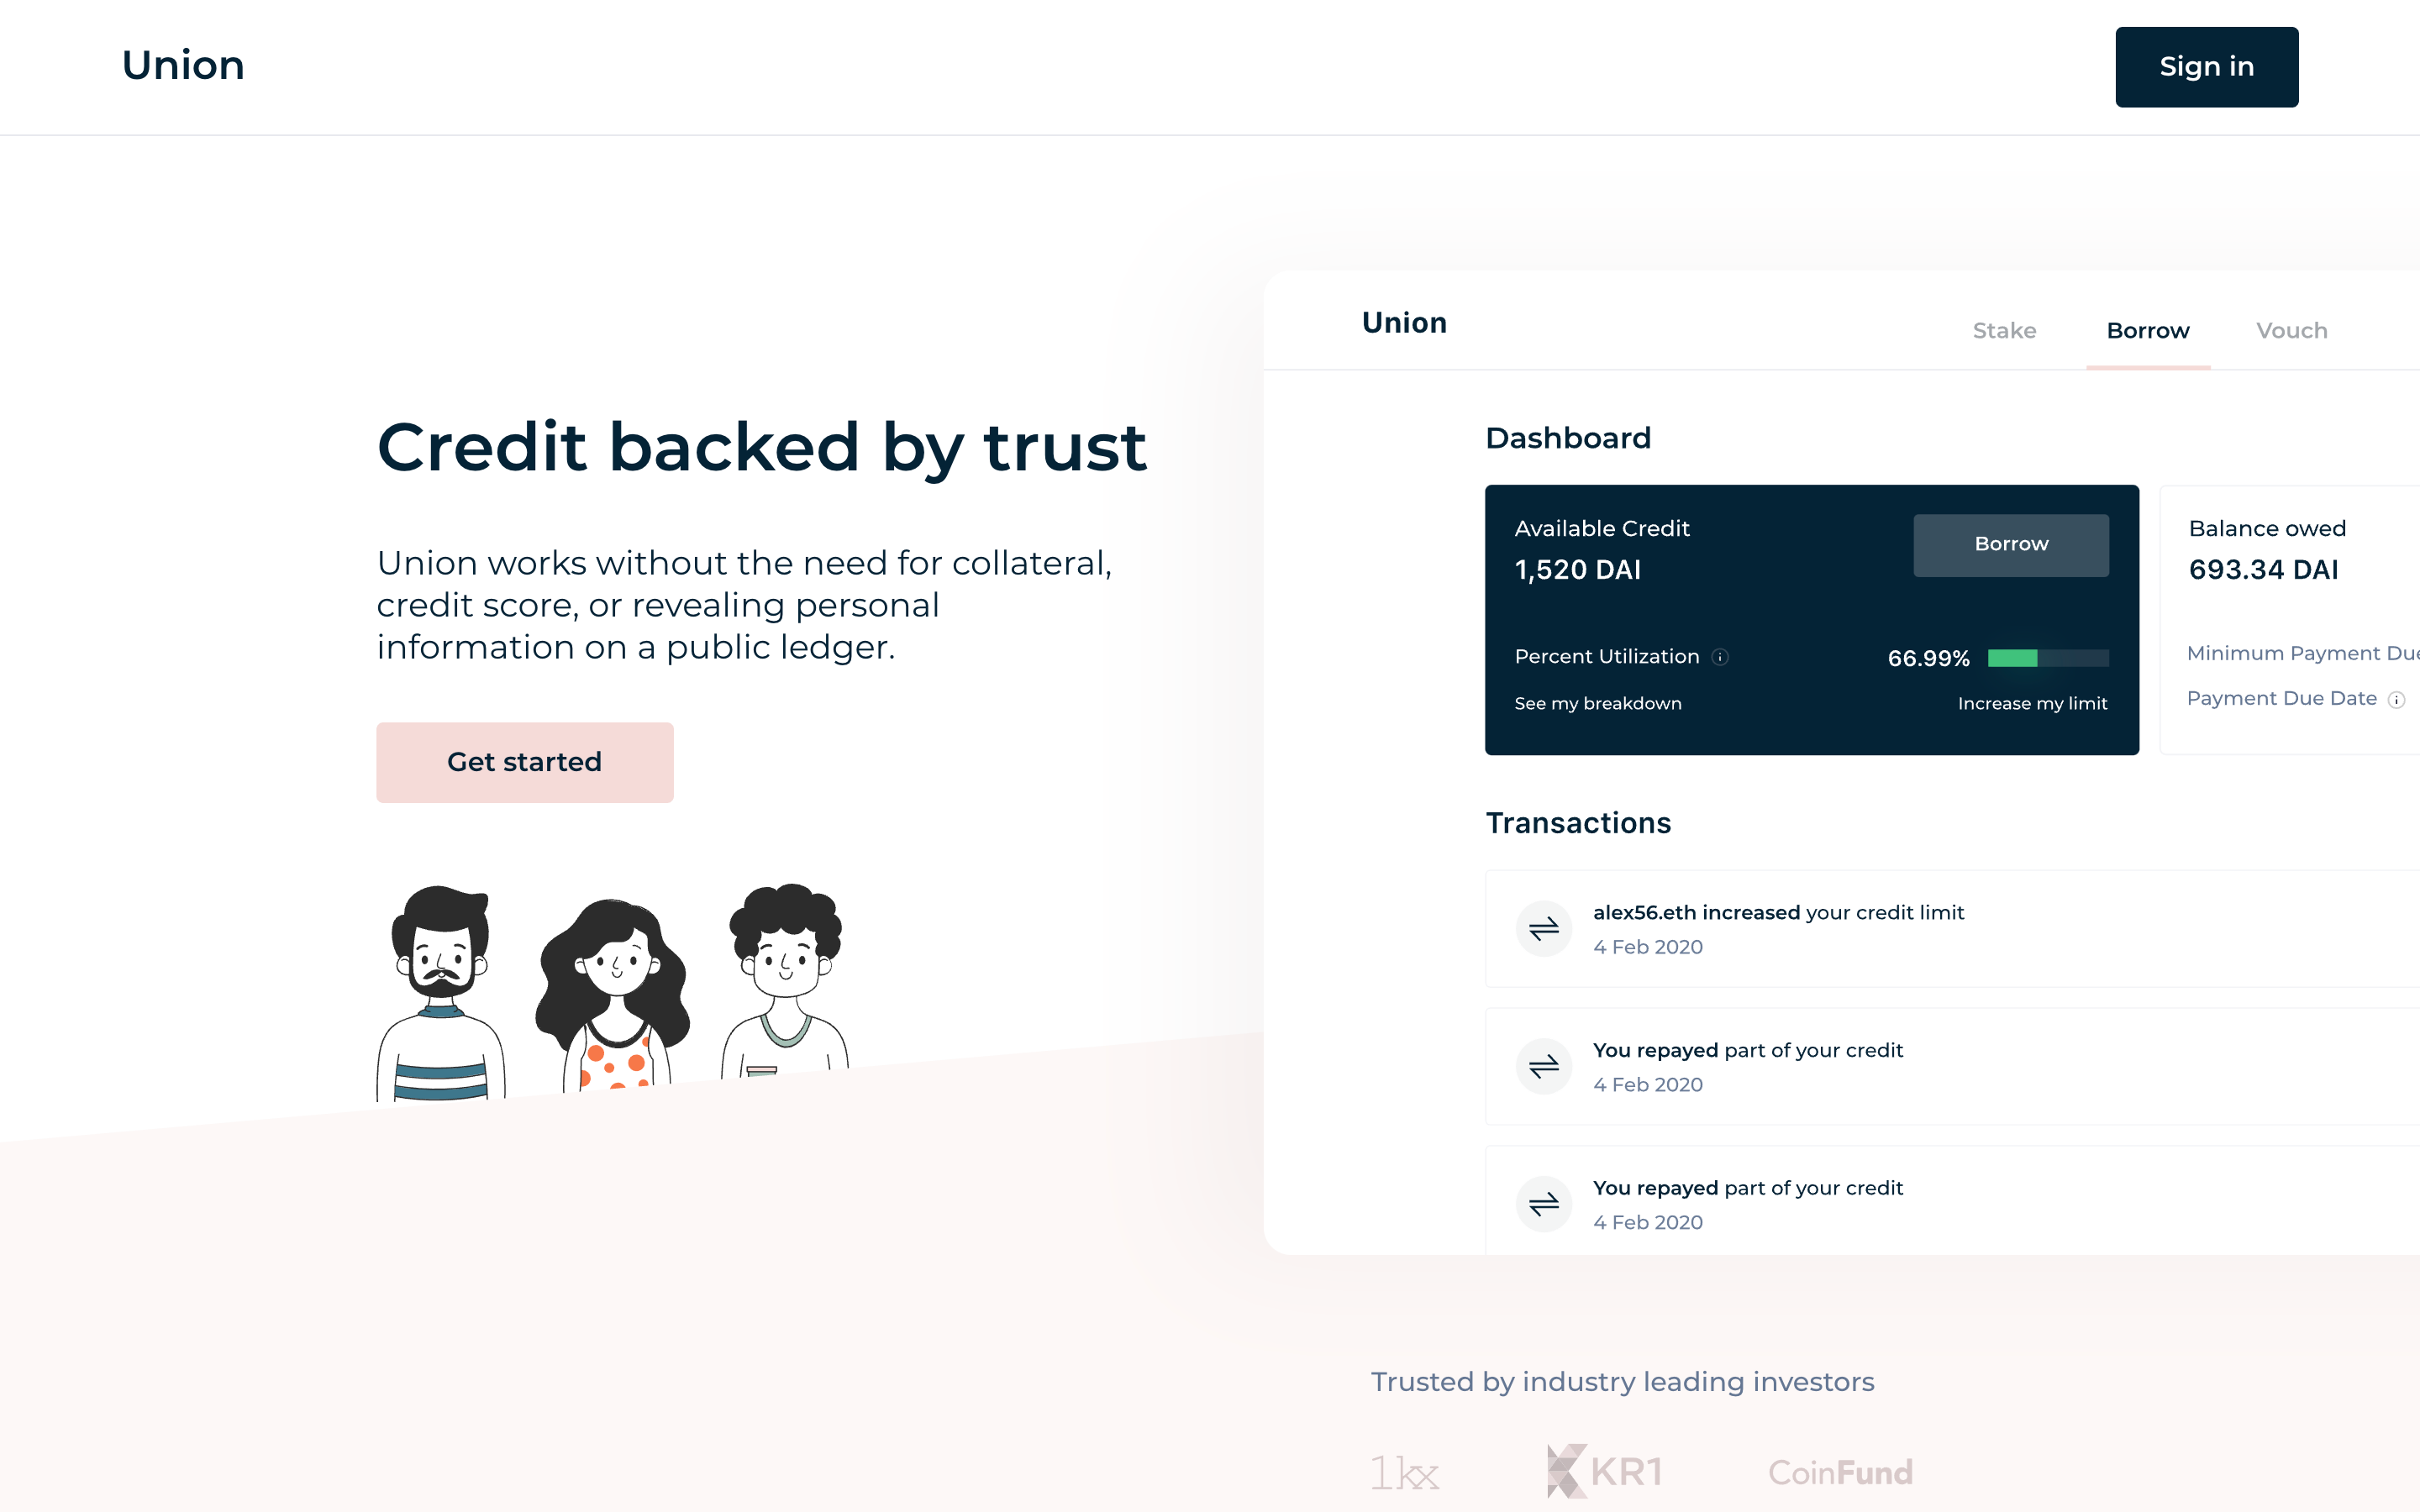 Union
Sign in
Credit backed by trust
Union works without the need for collateral,
credit score, or revealing personal
information on a public ledger.
Get started
Union
Stake Borrow Vouch
Dashboard
Available Credit
1,520 DAI
Borrow
Percent Utilization 66.99%
See my breakdown Increase my limit
Balance owed
693.34 DAI
Minimum Payment Due
Payment Due Date
Transactions
alex56.eth increased your credit limit
4 Feb 2020
You repayed part of your credit
4 Feb 2020
You repayed part of your credit
4 Feb 2020
Trusted by industry leading investors
1kx KR1 CoinFund